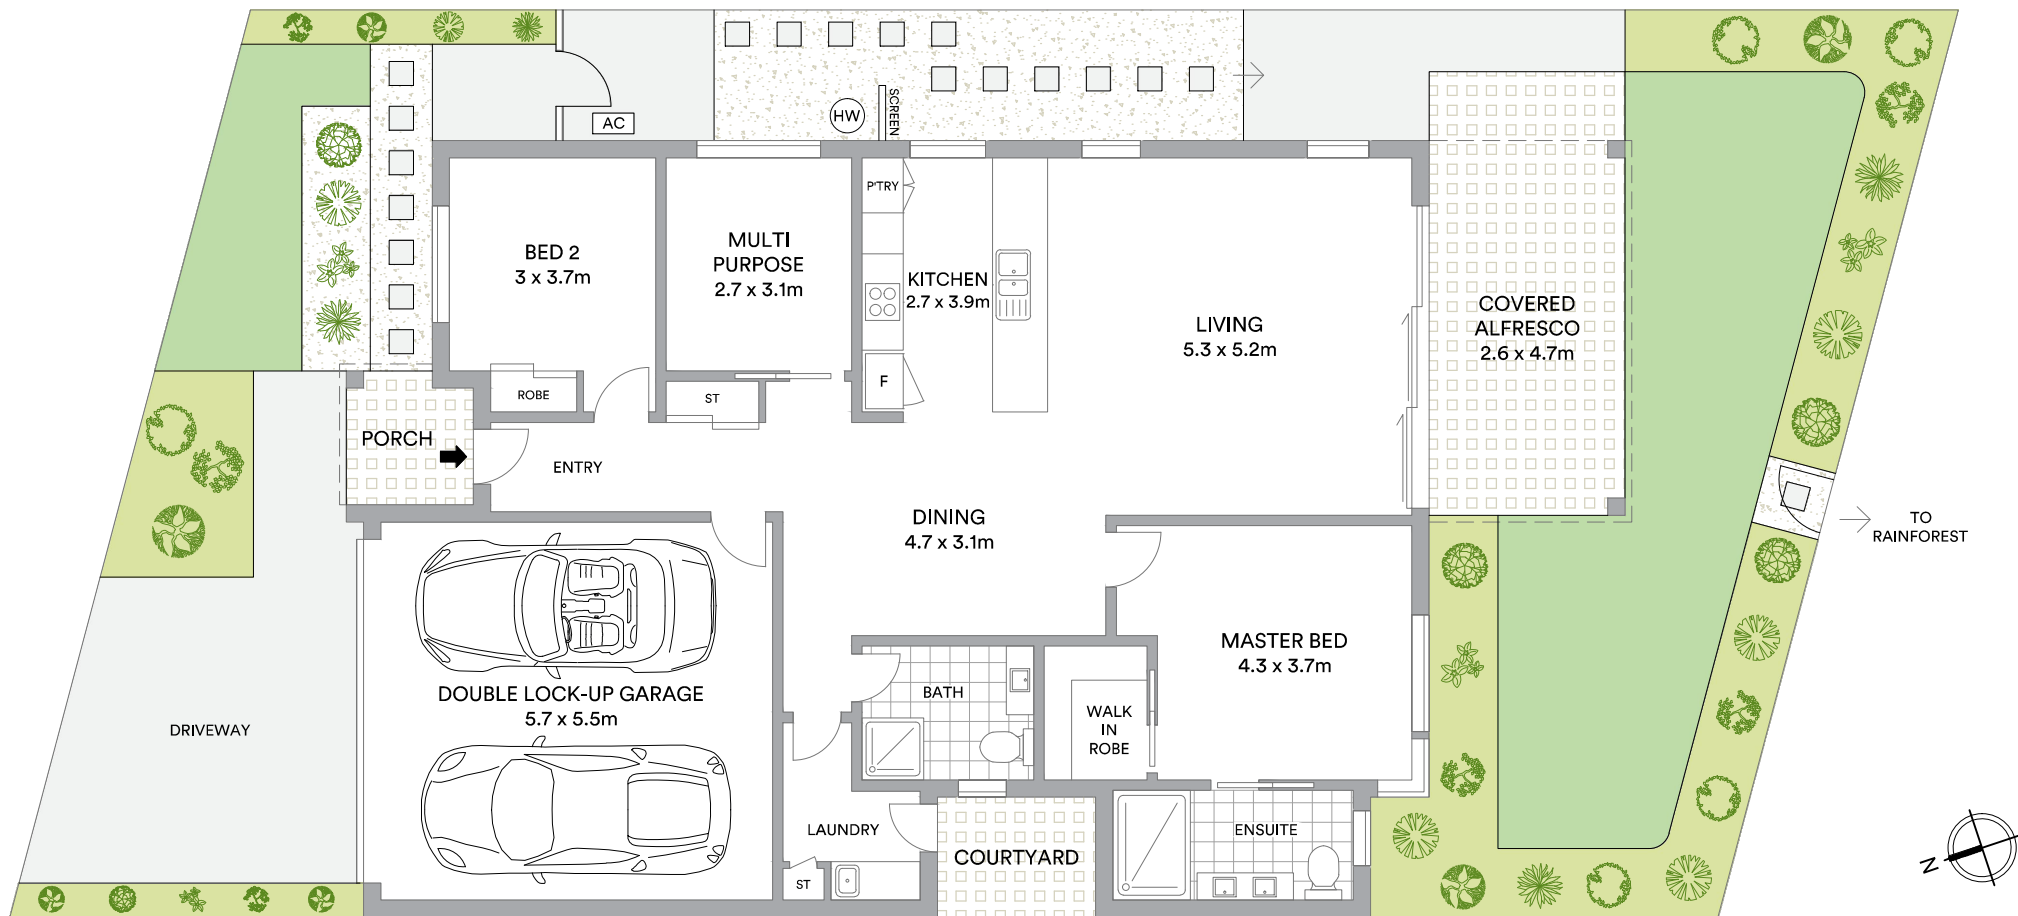 AC
HW
SCREEN
P'TRY
BED 2
3 x 3.7m
MULTI
PURPOSE
2.7 x 3.1m
KITCHEN
2.7 x 3.9m
LIVING
5.3 x 5.2m
COVERED
ALFRESCO
2.6 x 4.7m
F
ROBE
ST
PORCH
ENTRY
DINING
4.7 x 3.1m
TO
RAINFOREST
MASTER BED
4.3 x 3.7m
DOUBLE LOCK-UP GARAGE
5.7 x 5.5m
BATH
WALK
IN
ROBE
DRIVEWAY
LAUNDRY
ENSUITE
COURTYARD
ST
N